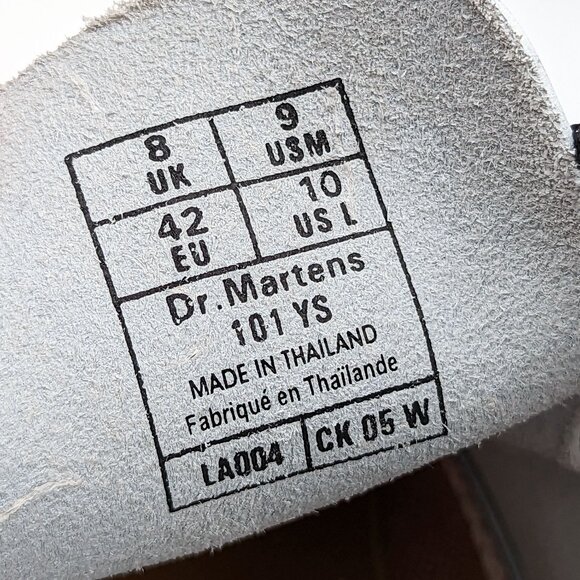 8 9
UK USM
42 10
EU US L
Dr. Martens
101 YS
MADE IN THAILAND
Fabriqué en Thaïlande
LA004 CK 05 W